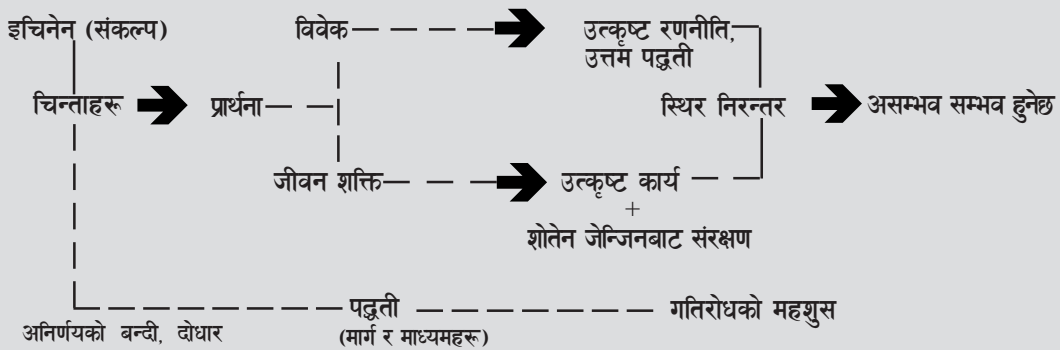 इचिनेन (संकल्प)
विवेक
उत्कृष्ट रणनीति,
उत्तम पद्धती
चिन्ताहरू
प्रार्थना
स्थिर निरन्तर
असम्भव सम्भव हुनेछ
जीवन शक्ति
उत्कृष्ट कार्य
+
शोतेन जेन्जिनबाट संरक्षण
पद्धती
गतिरोधको महशुस
अनिर्णयको बन्दी, दोधार
(मार्ग र माध्यमहरू)